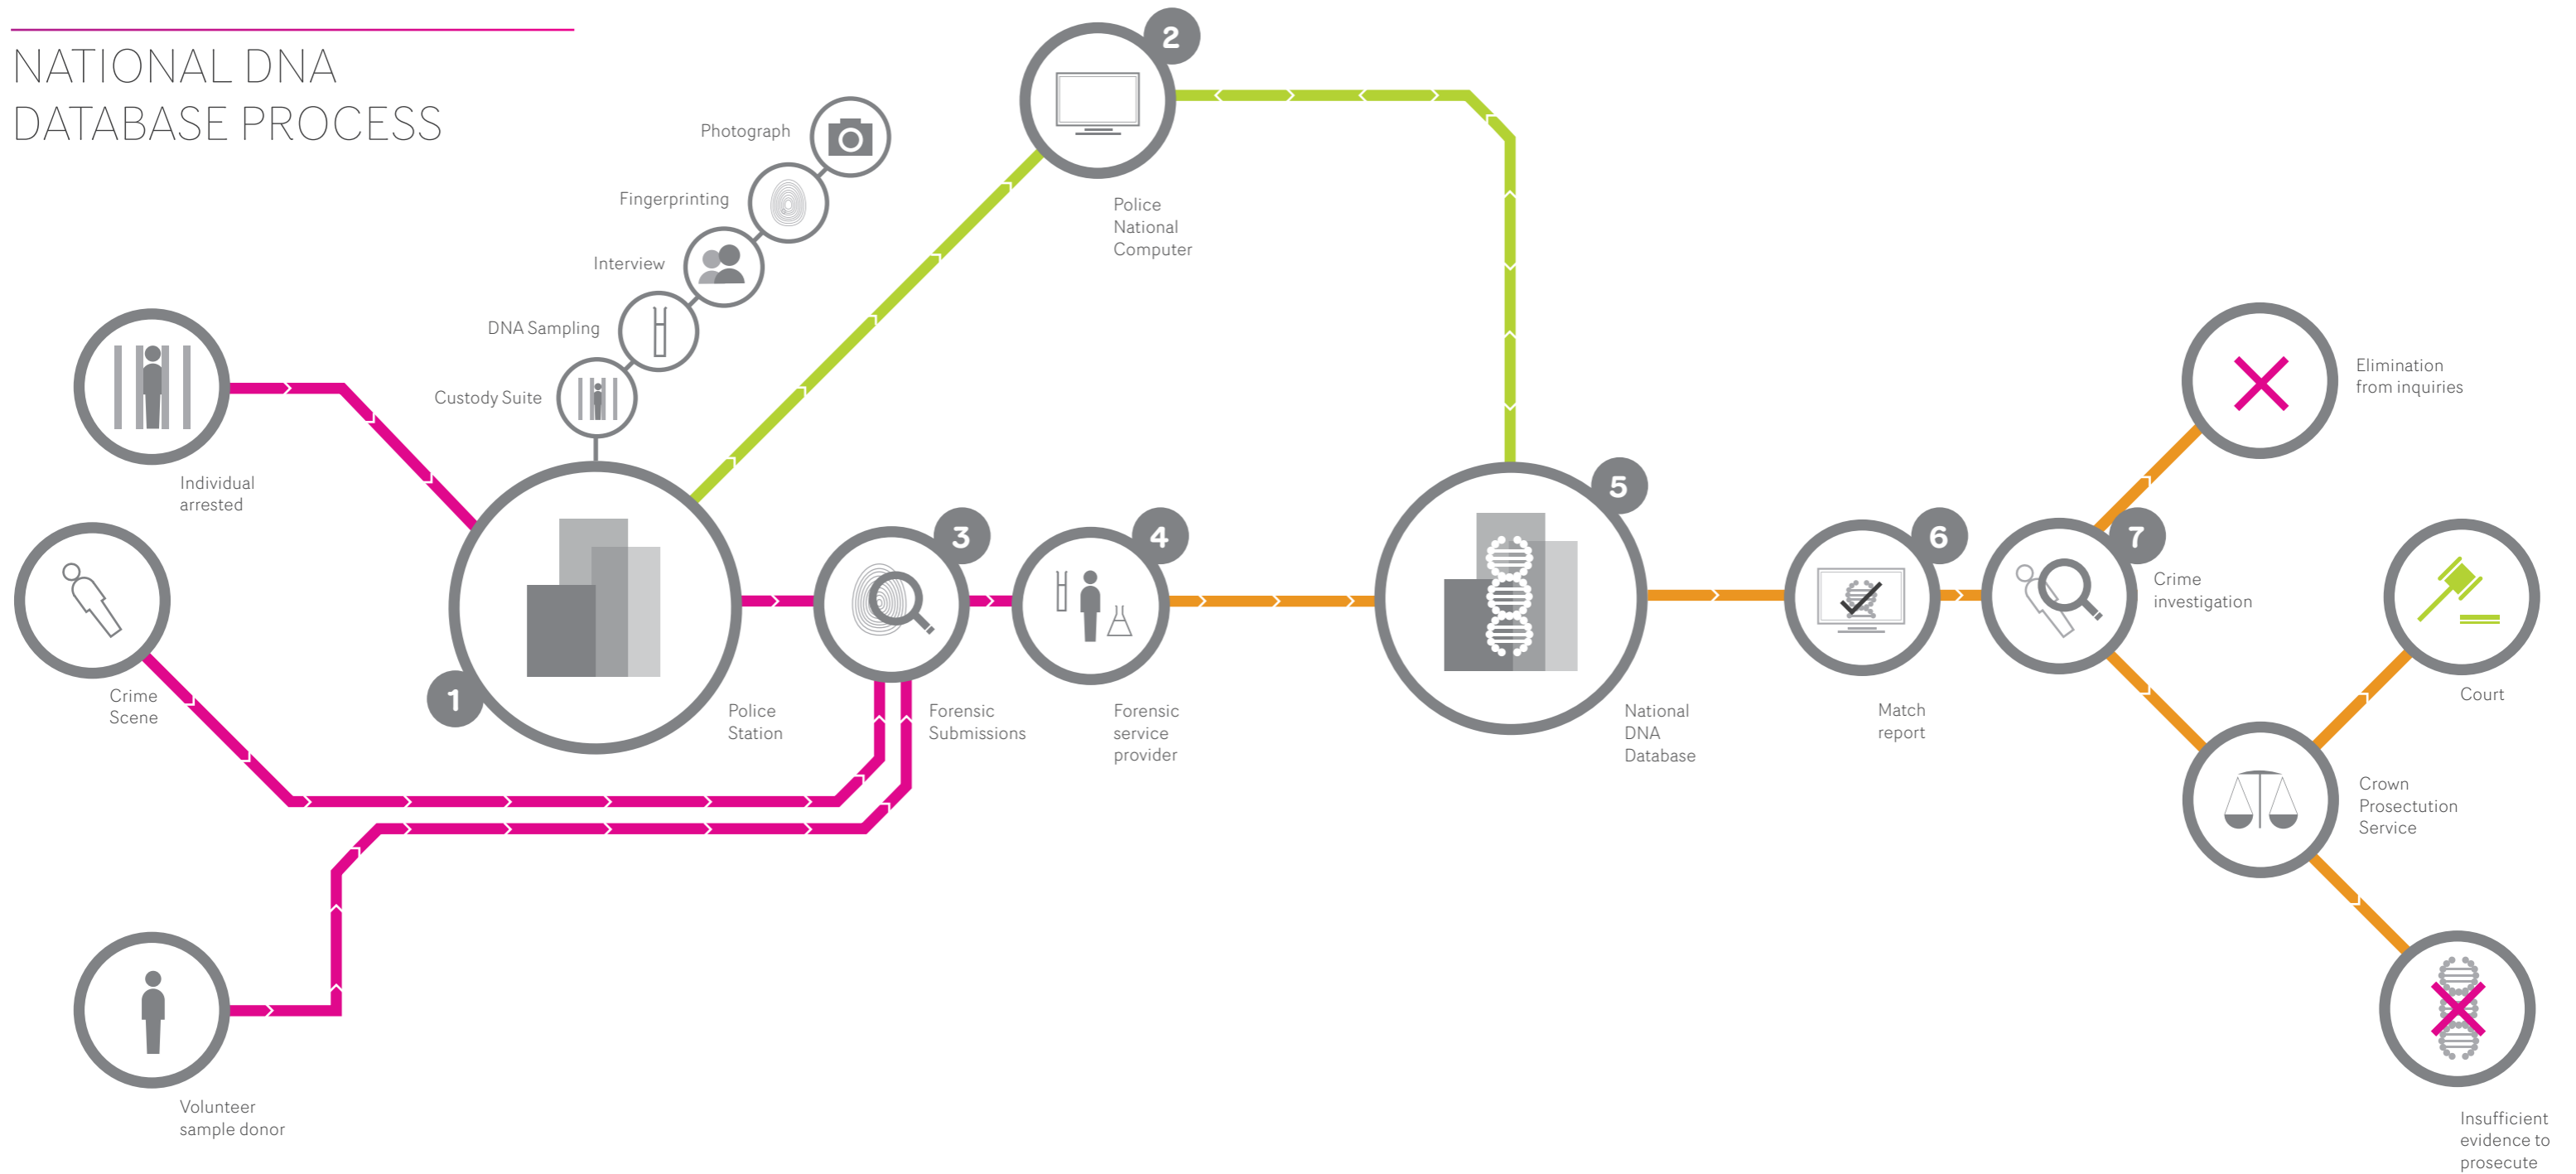 NATIONAL DNA
DATABASE PROCESS
2
Photograph
Fingerprinting
Police
National
Computer
Interview
DNA Sampling
Custody Suite
Individual
arrested
Elimination
from inquiries
1
3
4
5
6
7
Crime
Scene
Police
Station
Forensic
Submissions
Forensic
service
provider
National
DNA
Database
Match
report
Crime
investigation
Court
Crown
Prosectution
Service
Volunteer
sample donor
Insufficient
evidence to
prosecute